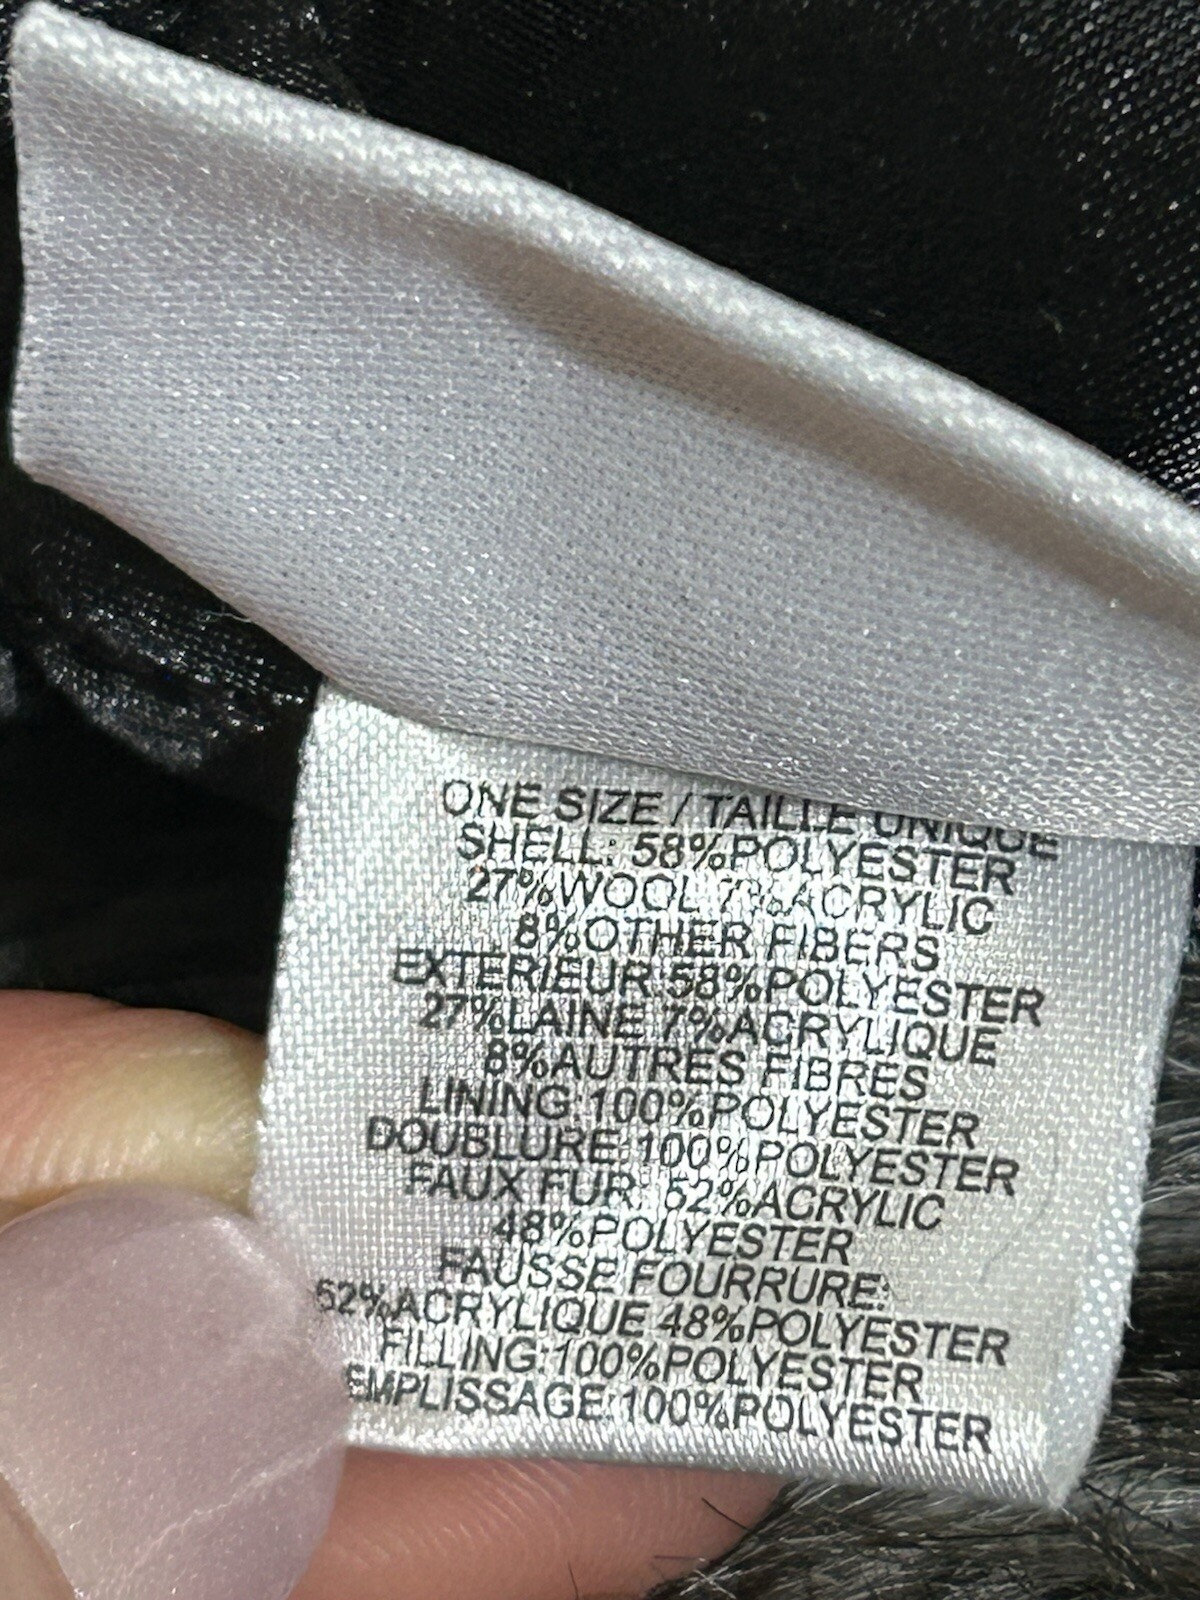 ONE SIZE / TAILLE UNIQUE
SHELL: 58%POLYESTER
27%WOOL 7%ACRYLIC
8%OTHER FIBERS
EXTERIEUR:58%POLYESTER
27%LAINE 7%ACRYLIQUE
8%AUTRES FIBRES
LINING:100%POLYESTER
DOUBLURE:100%POLYESTER
FAUX FUR: 52%ACRYLIC
48%POLYESTER
FAUSSE FOURRURE:
52%ACRYLIQUE 48%POLYESTER
FILLING:100%POLYESTER
EMPLISSAGE:100%POLYESTER